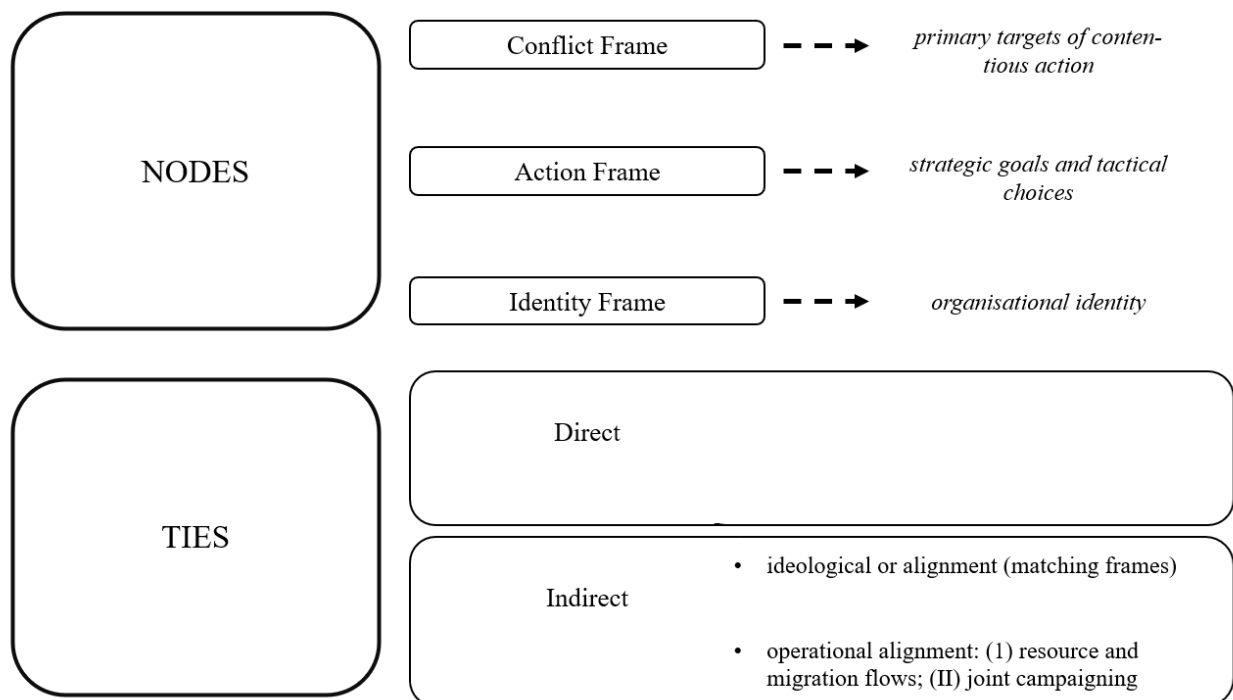 Conflict Frame
primary targets of conten-
tious action
NODES
Action Frame
strategic goals and tactical
choices
Identity Frame
organisational identity
Direct
TIES
Indirect
• ideological or alignment (matching frames)
• operational alignment: (1) resource and
migration flows; (II) joint campaigning